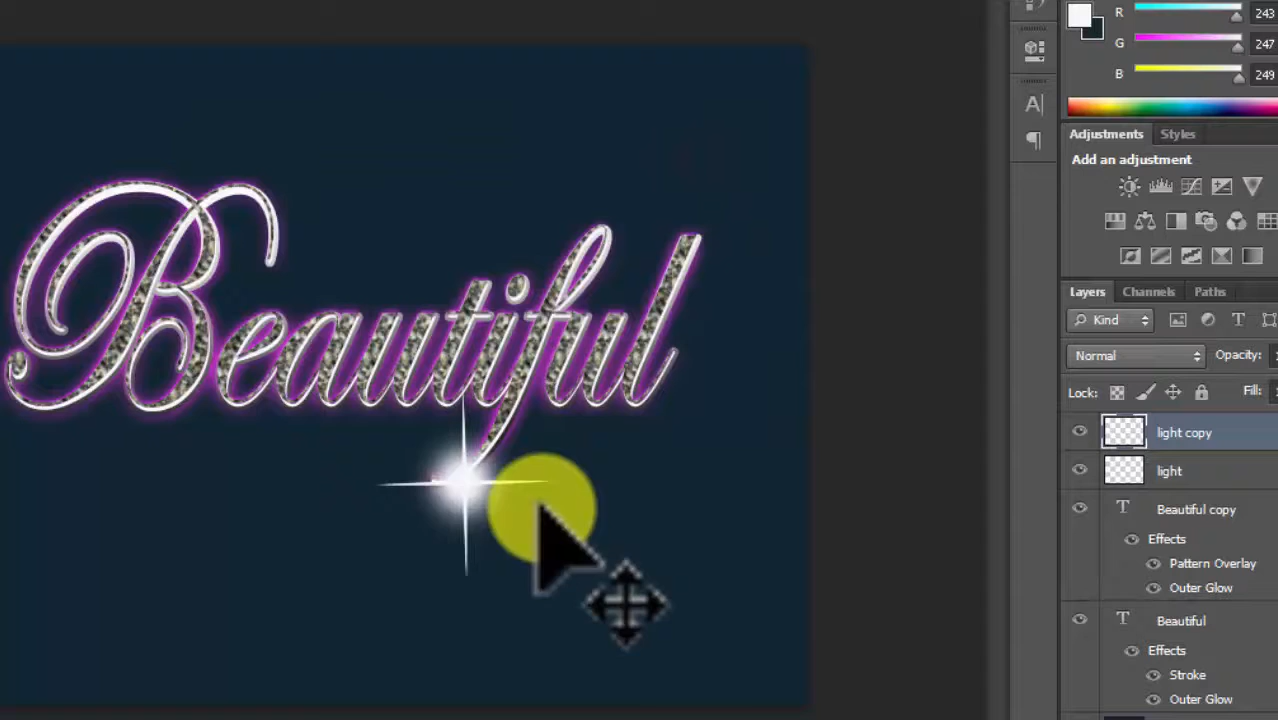 R 243
G 247
B 249
A|
Adjustments Styles
Add an adjustment
Beautiful
Layers Channels Paths
Kind T
Normal Opacity:
Lock: Fill:
light copy
light
T Beautiful copy
Effects
Pattern Overlay
Outer Glow
T Beautiful
Effects
Stroke
Outer Glow